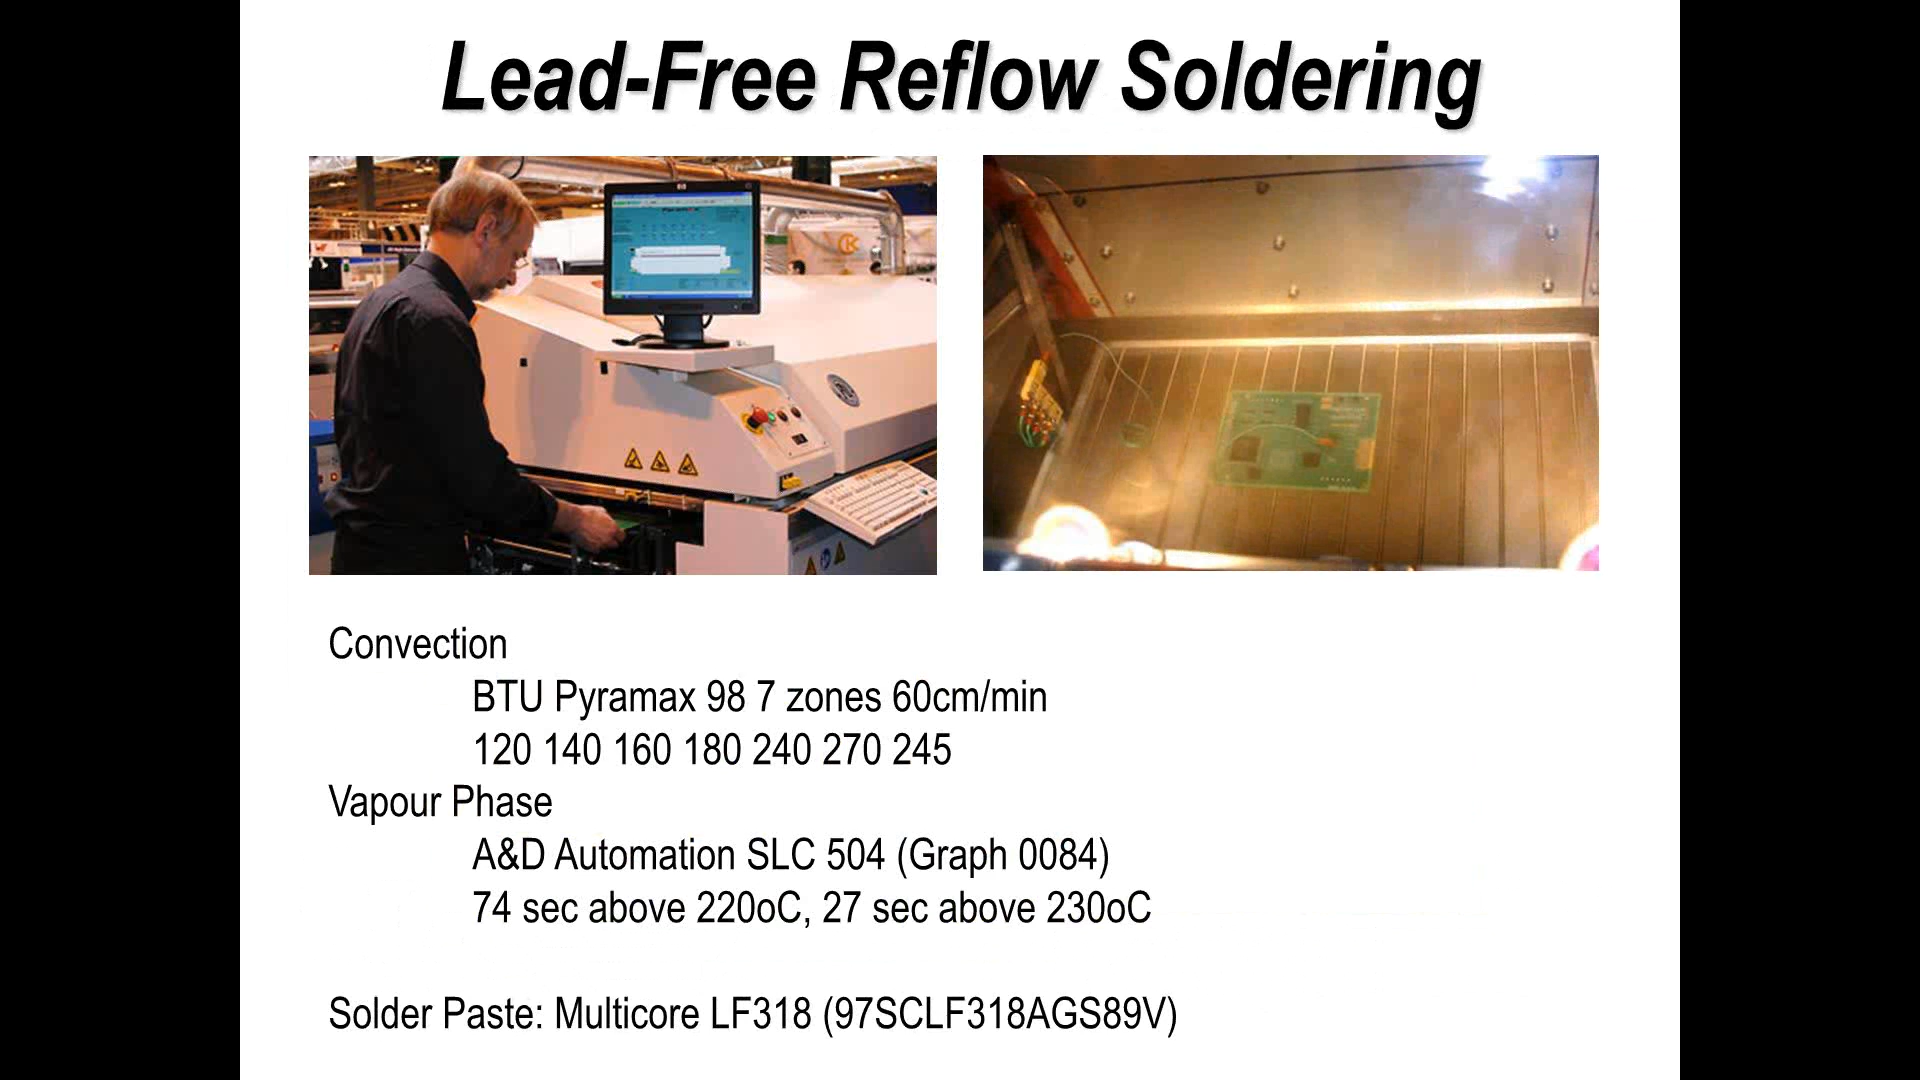 Lead-Free Reflow Soldering
Convection
BTU Pyramax 98 7 zones 60cm/min
120 140 160 180 240 270 245
Vapour Phase
A&D Automation SLC 504 (Graph 0084)
74 sec above 220oC, 27 sec above 230oC
Solder Paste: Multicore LF318 (97SCLF318AGS89V)